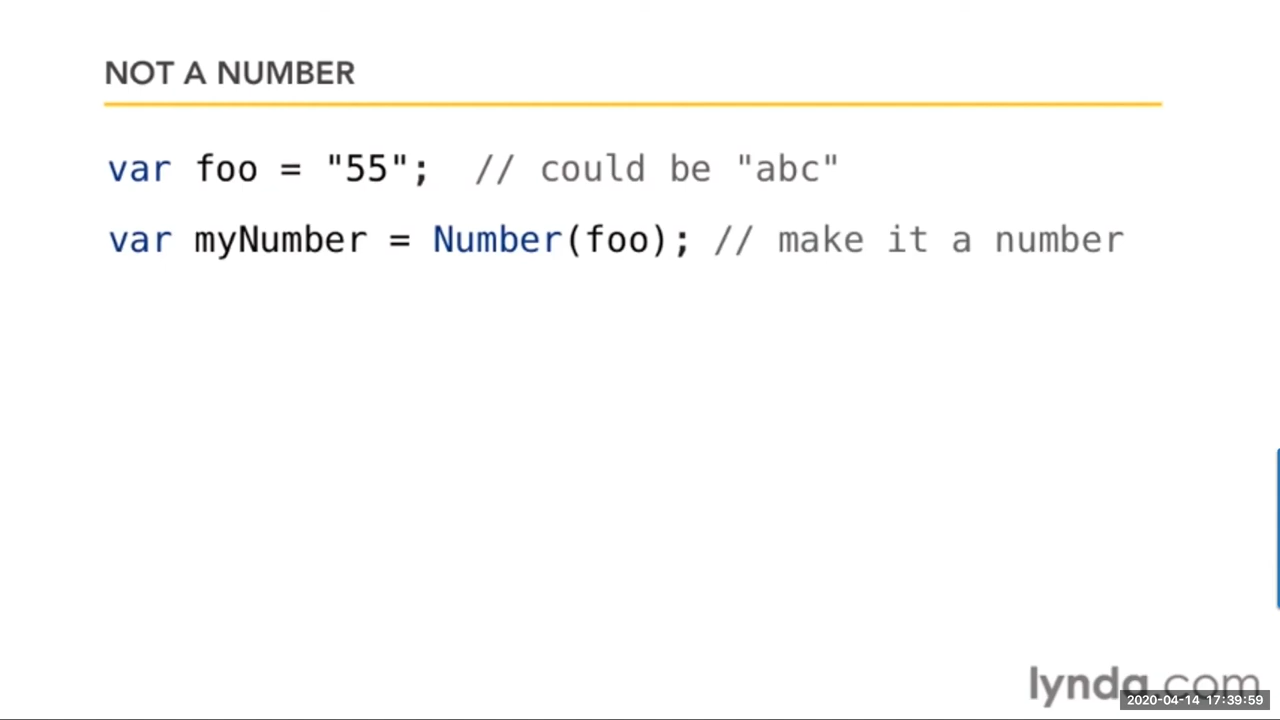 NOT A NUMBER
var foo = "55";  // could be "abc"
var myNumber = Number(foo); // make it a number
lynda.com
2020-04-14 17:39:59